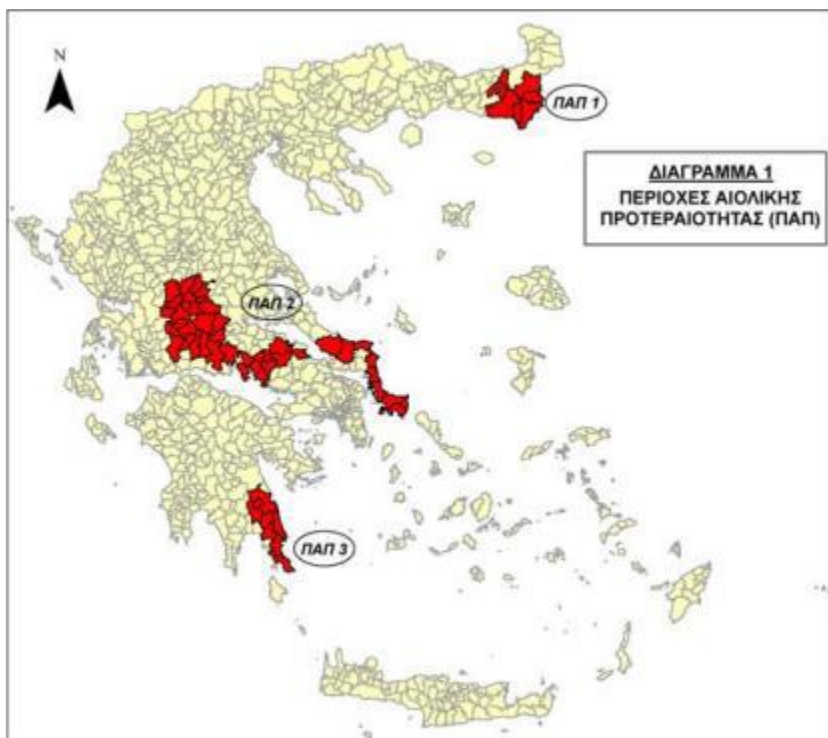 N
ΠΑΠ 1
ΔΙΑΓΡΑΜΜΑ 1
ΠΕΡΙΟΧΕΣ ΑΙΟΛΙΚΗΣ
ΠΡΟΤΕΡΑΙΟΤΗΤΑΣ (ΠΑΠ)
ΠΑΠ 2
ΠΑΠ 3